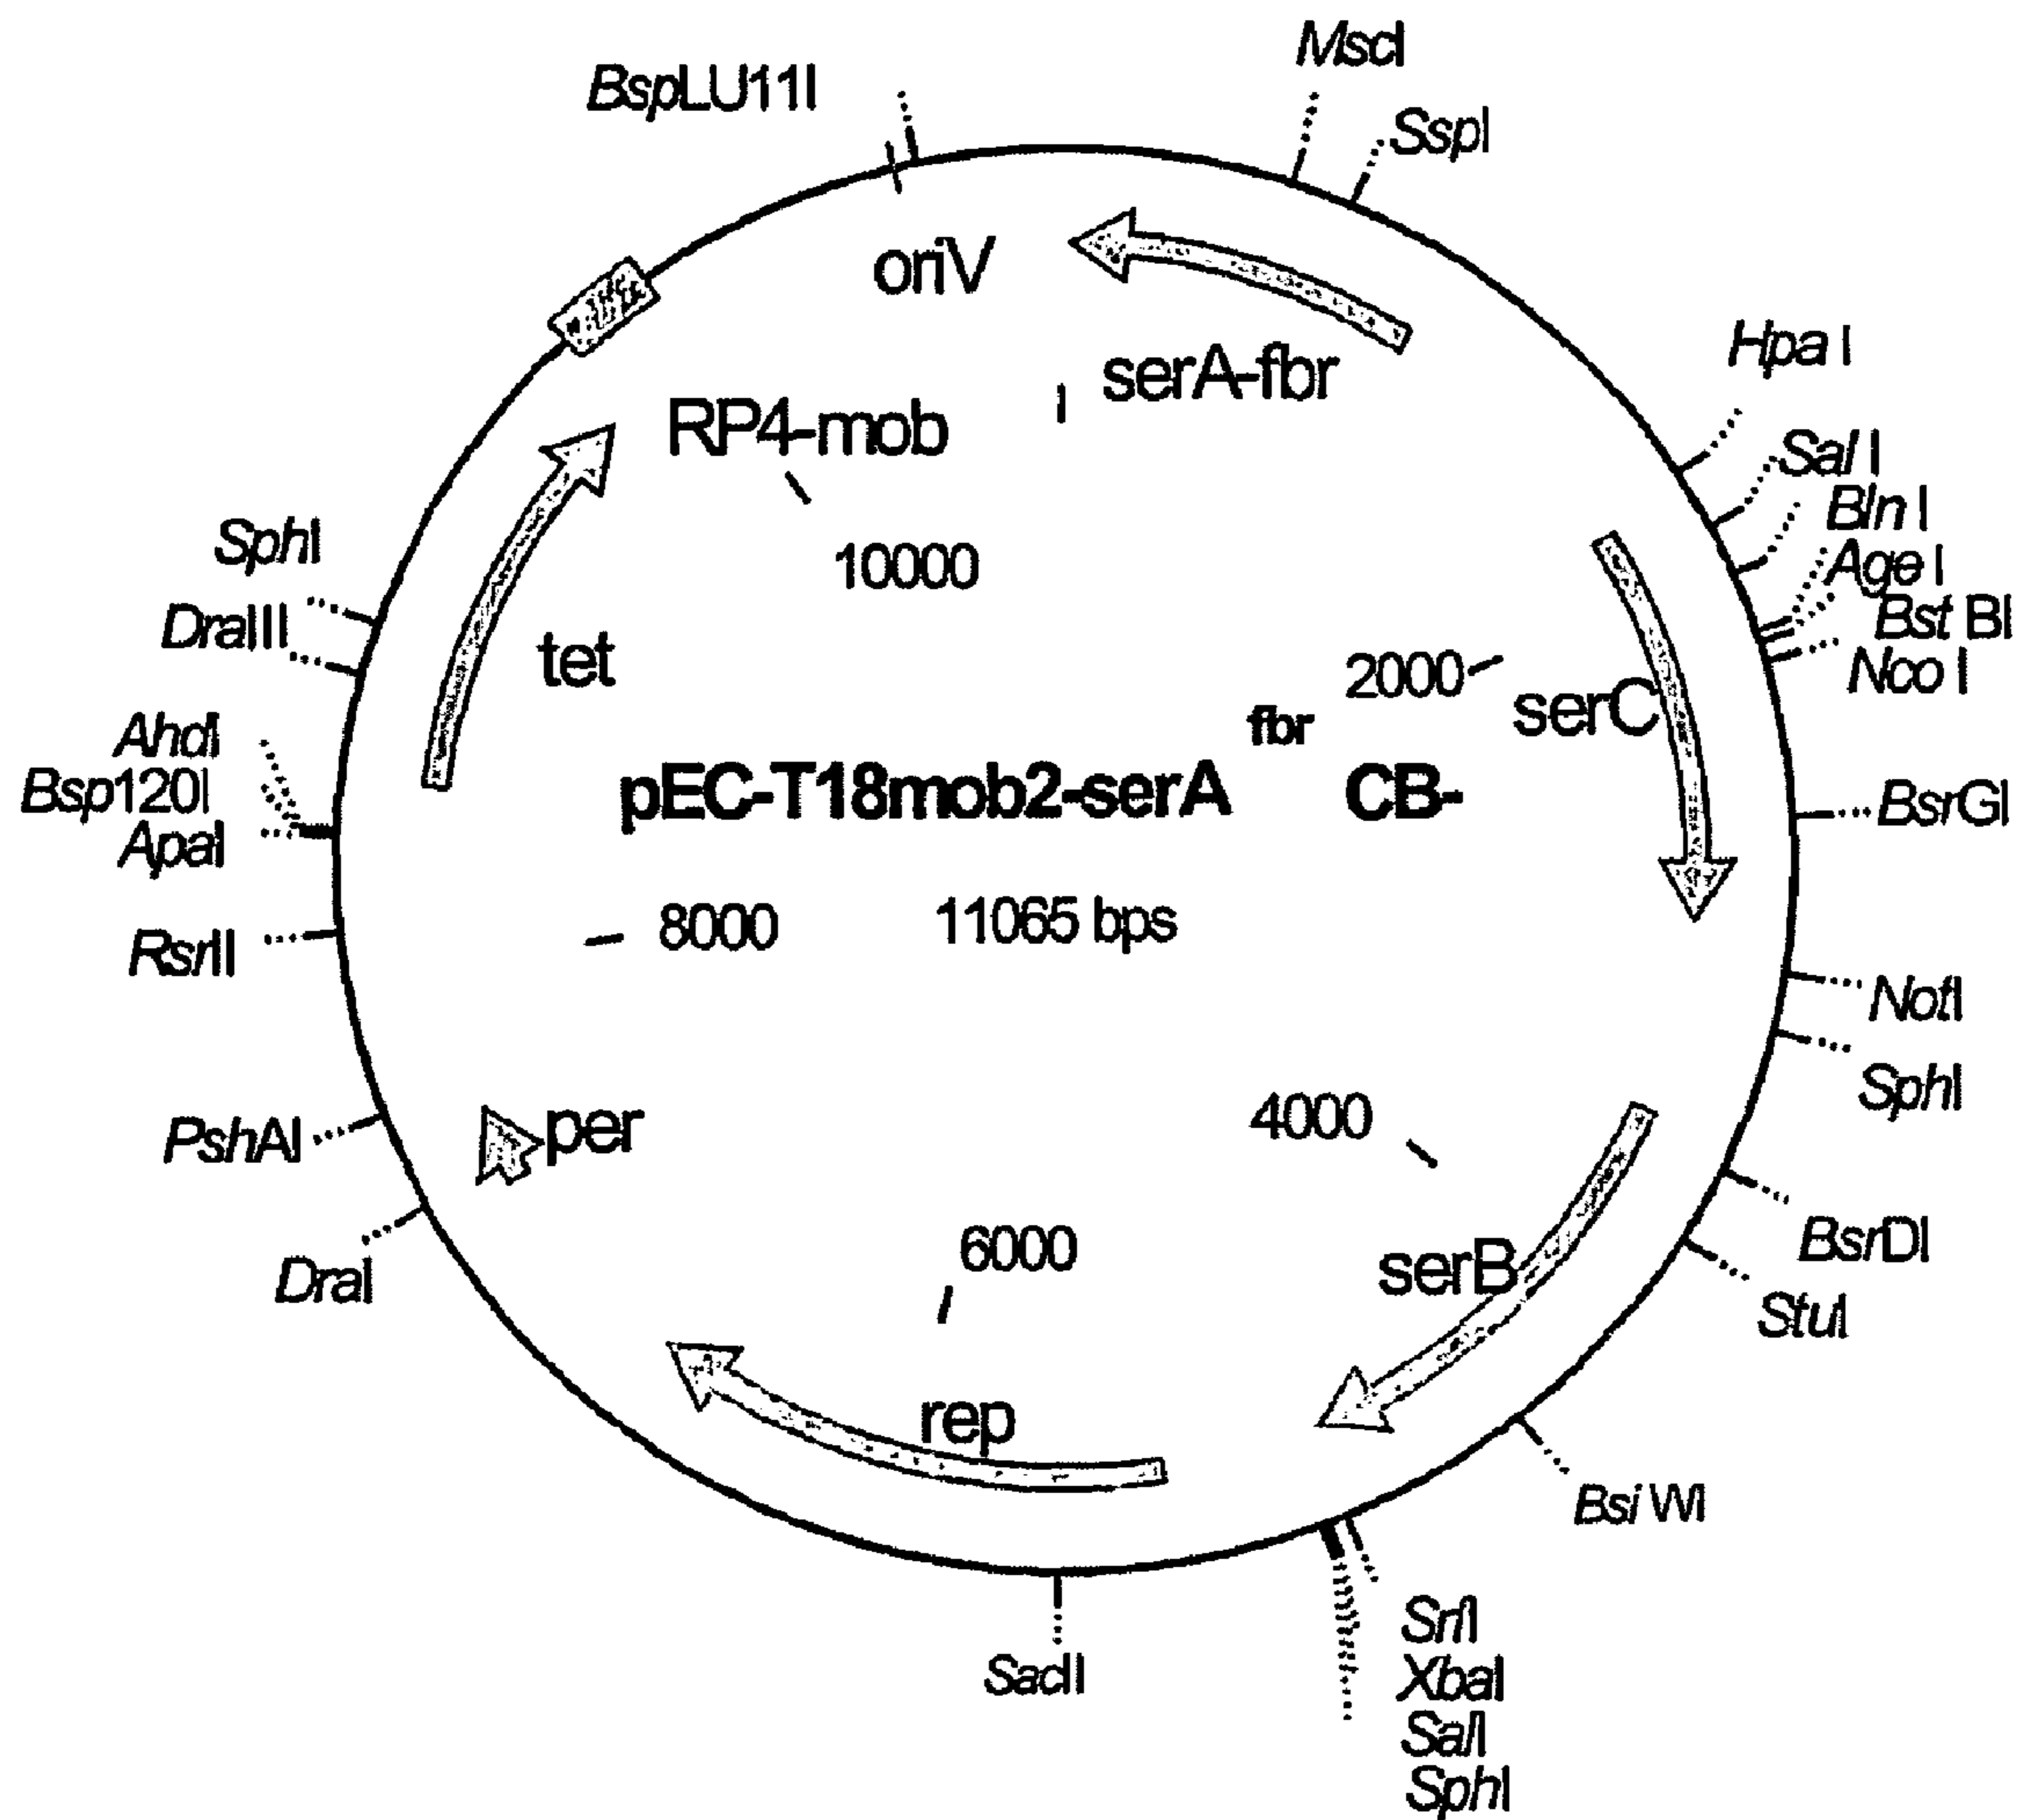 MscI
BspLU11I
SspI
oriV
HpaI
serA-fbr
RP4-mob
SalI
BlnI
SphI
10000
AgeI
BstBI
DraIII
tet
2000
NcoI
serC
fbr
AhdI
Bsp120I
pEC-T18mob2-serA CB-
BsrGI
ApaI
8000
11065 bps
RsrII
NotI
SphI
4000
PshAI
per
6000
BsrDI
DraI
serB
StuI
rep
BsiWI
SrfI
SacII
XbaI
SalI
SphI